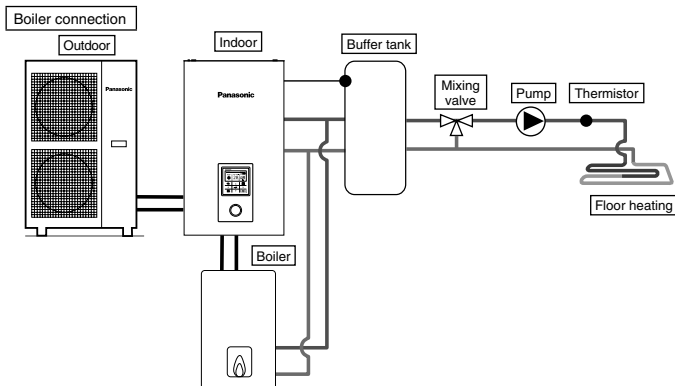 Boiler connection
Outdoor
Indoor
Buffer tank
Panasonic
Panasonic
Mixing
valve
Pump
Thermistor
Floor heating
Boiler